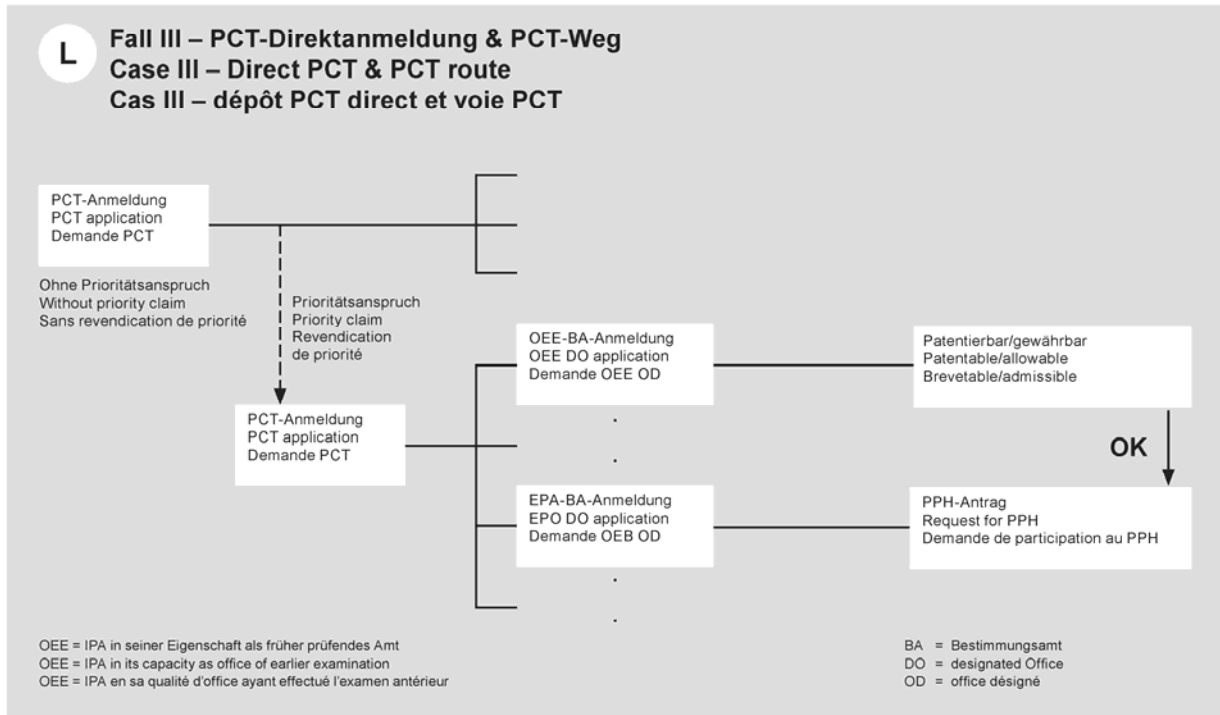 L
Fall III – PCT-Direktanmeldung & PCT-Weg
Case III – Direct PCT & PCT route
Cas III – dépôt PCT direct et voie PCT
PCT-Anmeldung
PCT application
Demande PCT
Ohne Prioritätsanspruch
Without priority claim
Sans revendication de priorité
Prioritätsanspruch
Priority claim
Revendication
de priorité
PCT-Anmeldung
PCT application
Demande PCT
OEE-BA-Anmeldung
OEE DO application
Demande OEE OD
Patentierbar/gewährbar
Patentable/allowable
Brevetable/admissible
OK
EPA-BA-Anmeldung
EPO DO application
Demande OEB OD
PPH-Antrag
Request for PPH
Demande de participation au PPH
OEE = IPA in seiner Eigenschaft als früher prüfendes Amt
OEE = IPA in its capacity as office of earlier examination
OEE = IPA en sa qualité d'office ayant effectué l'examen antérieur
BA = Bestimmungsamt
DO = designated Office
OD = office désigné